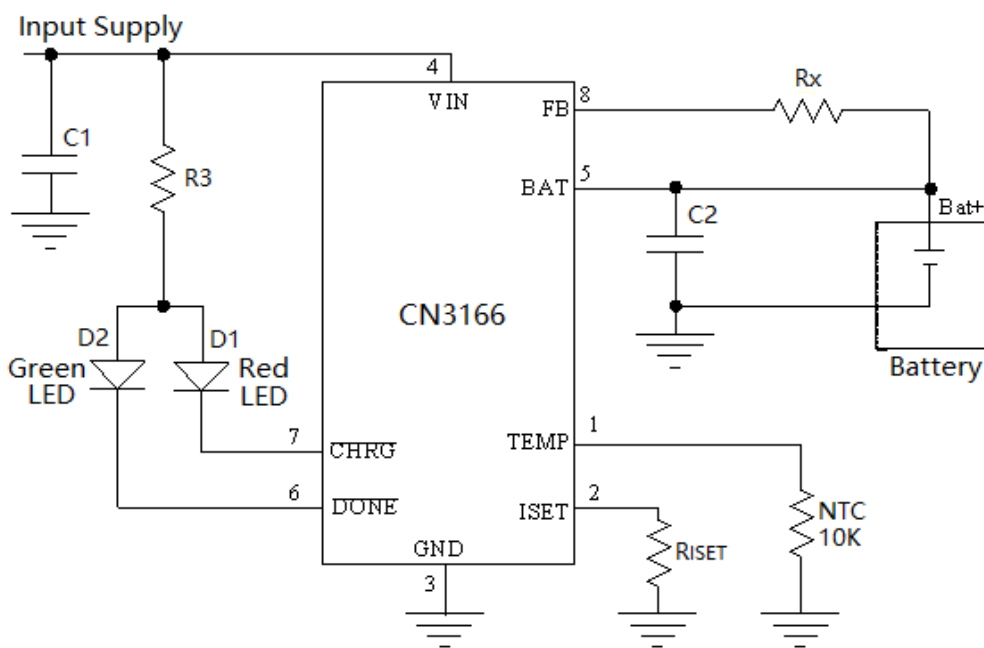 Input Supply
4
VIN
C1
R3
FB
8
Rx
BAT
5
C2
Bat+
CN3166
Battery
D2
D1
Green
LED
Red
LED
7
CHRG
6
DONE
TEMP
1
ISET
2
RISET
NTC
10K
GND
3